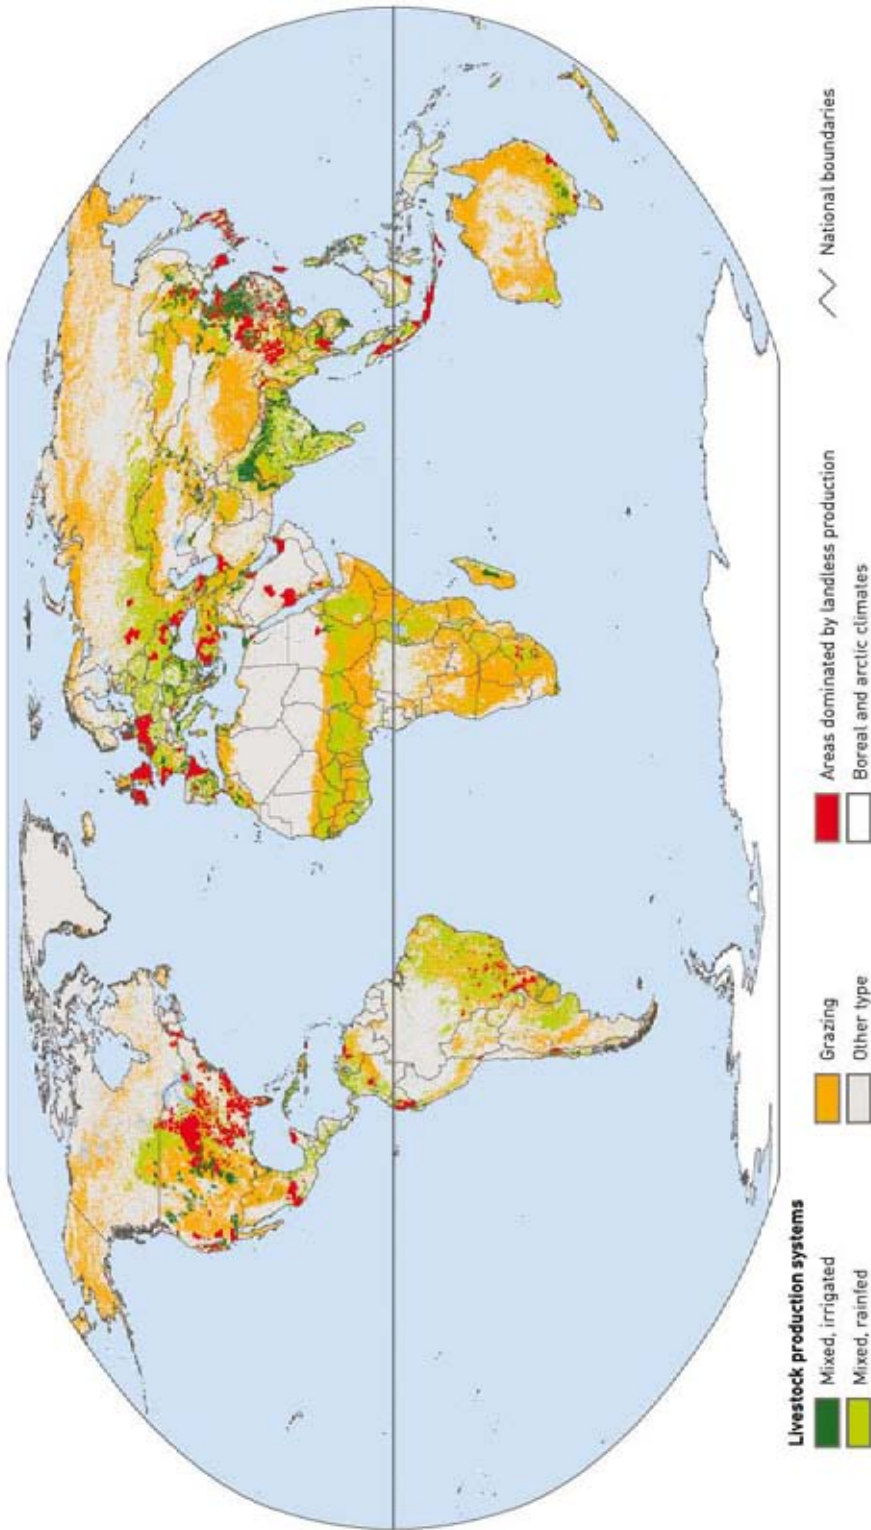 Livestock production systems
Mixed, irrigated
Mixed, rainfed
Grazing
Other type
Areas dominated by landless production
Boreal and arctic climates
National boundaries